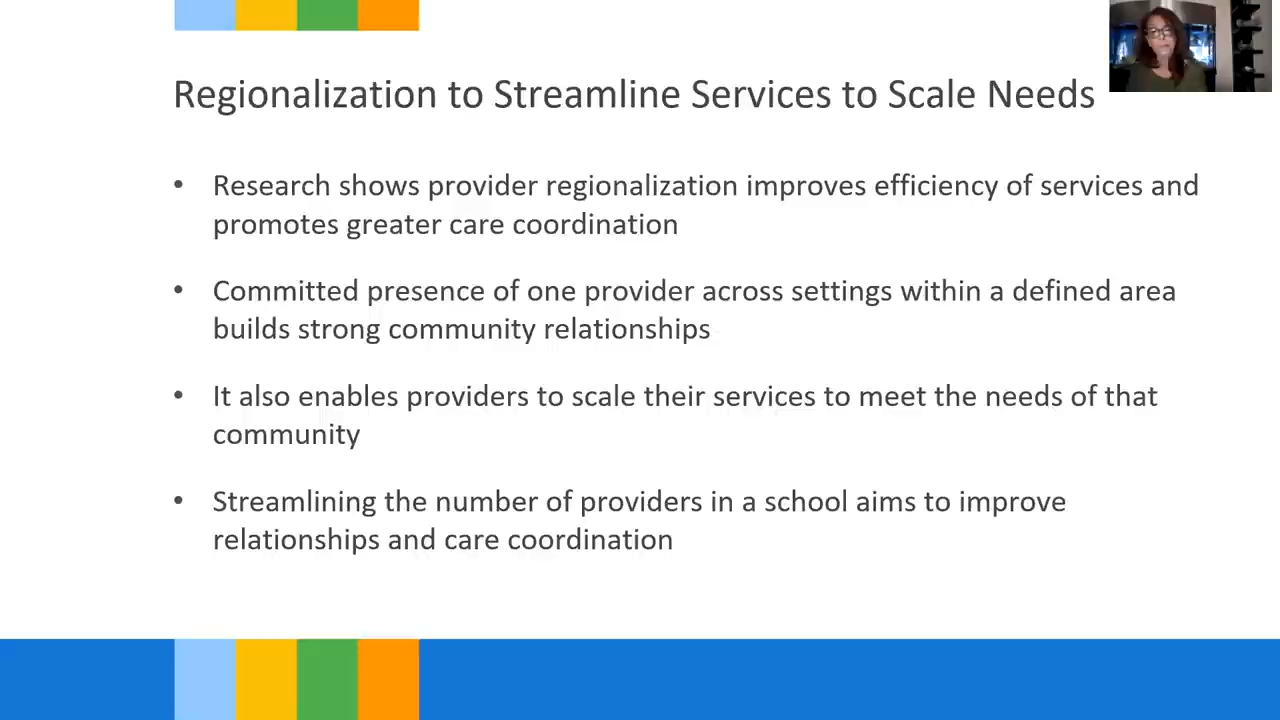 Regionalization to Streamline Services to Scale Needs
• Research shows provider regionalization improves efficiency of services and
promotes greater care coordination
• Committed presence of one provider across settings within a defined area
builds strong community relationships
• It also enables providers to scale their services to meet the needs of that
community
• Streamlining the number of providers in a school aims to improve
relationships and care coordination